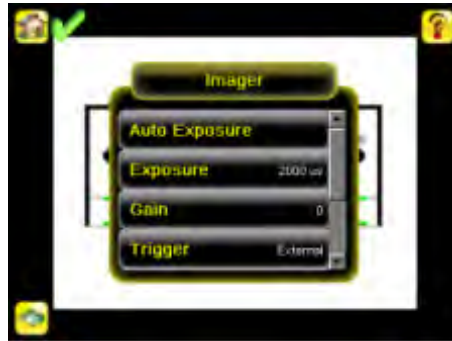 Imager
Auto Exposure
Exposure 2000 us
Gain 0
Trigger External